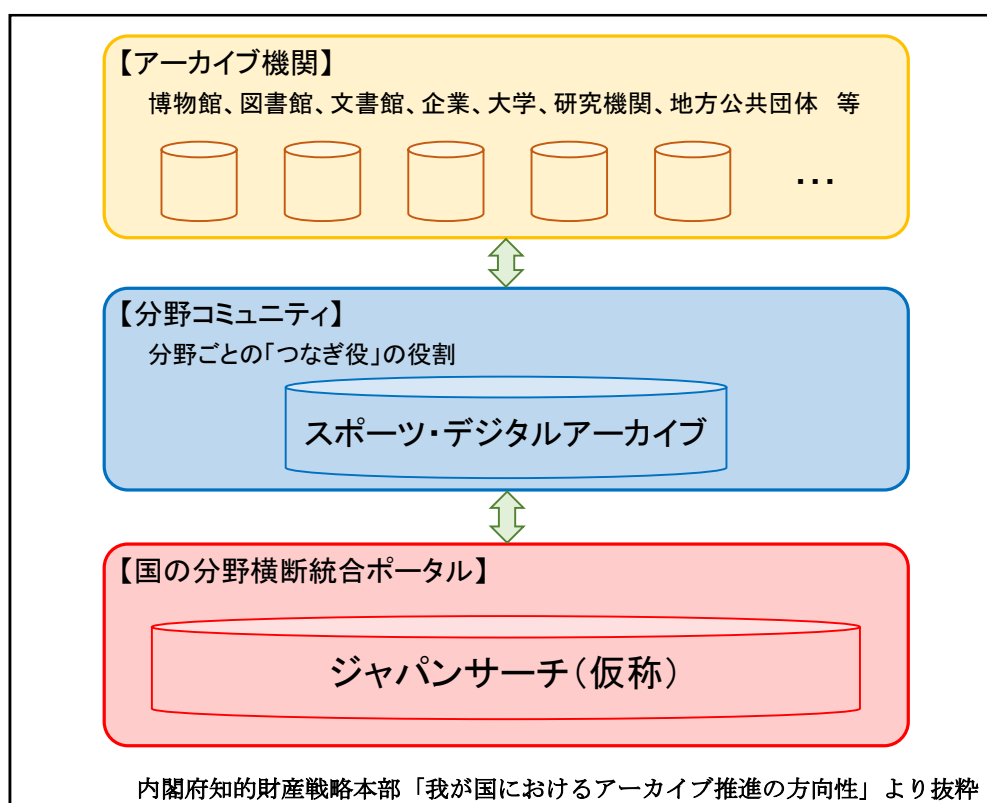 【アーカイブ機関】
博物館、図書館、文書館、企業、大学、研究機関、地方公共団体　等
･･･
【分野コミュニティ】
分野ごとの｢つなぎ役｣の役割
スポーツ・デジタルアーカイブ
【国の分野横断統合ポータル】
ジャパンサーチ（仮称）
内閣府知的財産戦略本部「我が国におけるアーカイブ推進の方向性」より抜粋